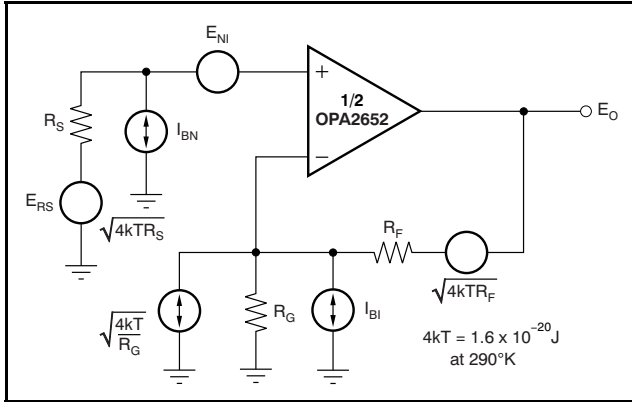 E_NI
+
1/2
OPA2652
−
E_O
R_S
I_BN
E_RS
√4kTR_S
R_F
√4kTR_F
√4kT/R_G
R_G
I_BI
4kT = 1.6 x 10^−20 J
at 290°K